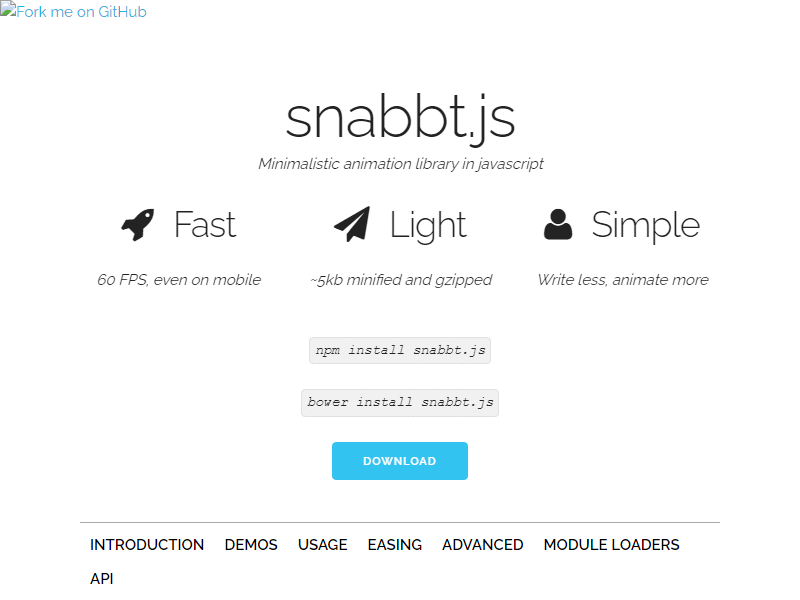 Fork me on GitHub
snabbt.js
Minimalistic animation library in javascript
Fast
Light
Simple
60 FPS, even on mobile
~5kb minified and gzipped
Write less, animate more
npm install snabbt.js
bower install snabbt.js
DOWNLOAD
INTRODUCTION DEMOS USAGE EASING ADVANCED MODULE LOADERS
API